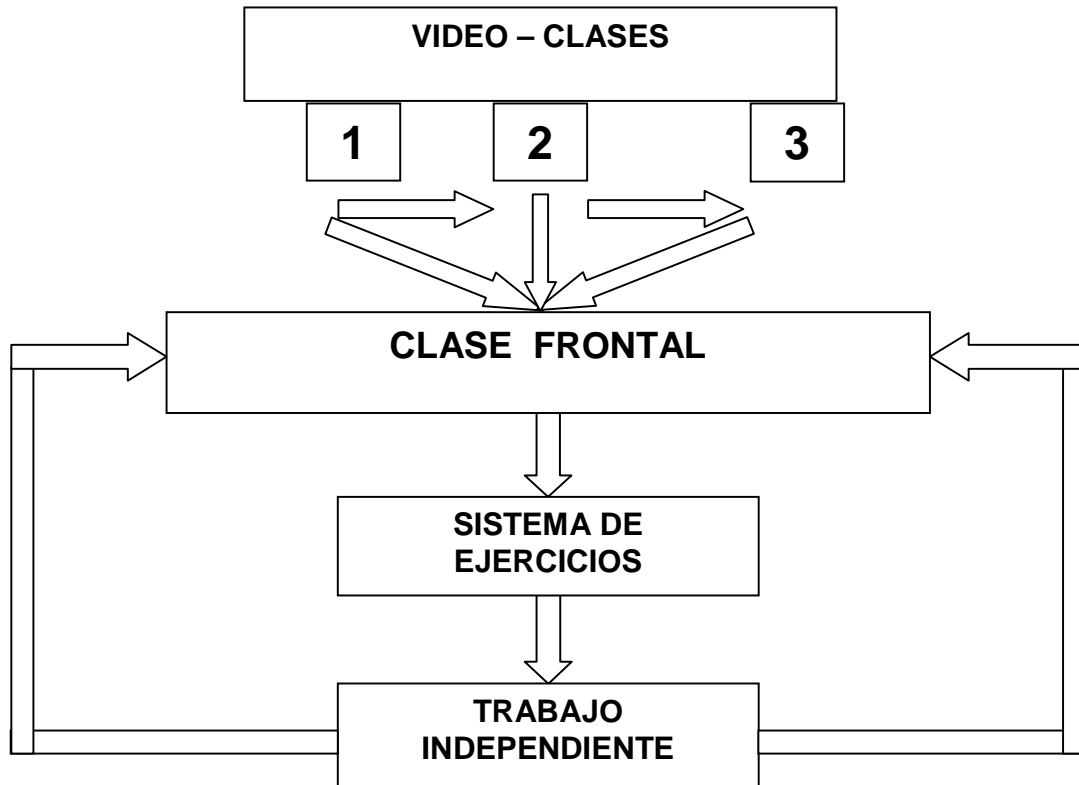 VIDEO – CLASES
1 2 3
CLASE FRONTAL
SISTEMA DE
EJERCICIOS
TRABAJO
INDEPENDIENTE